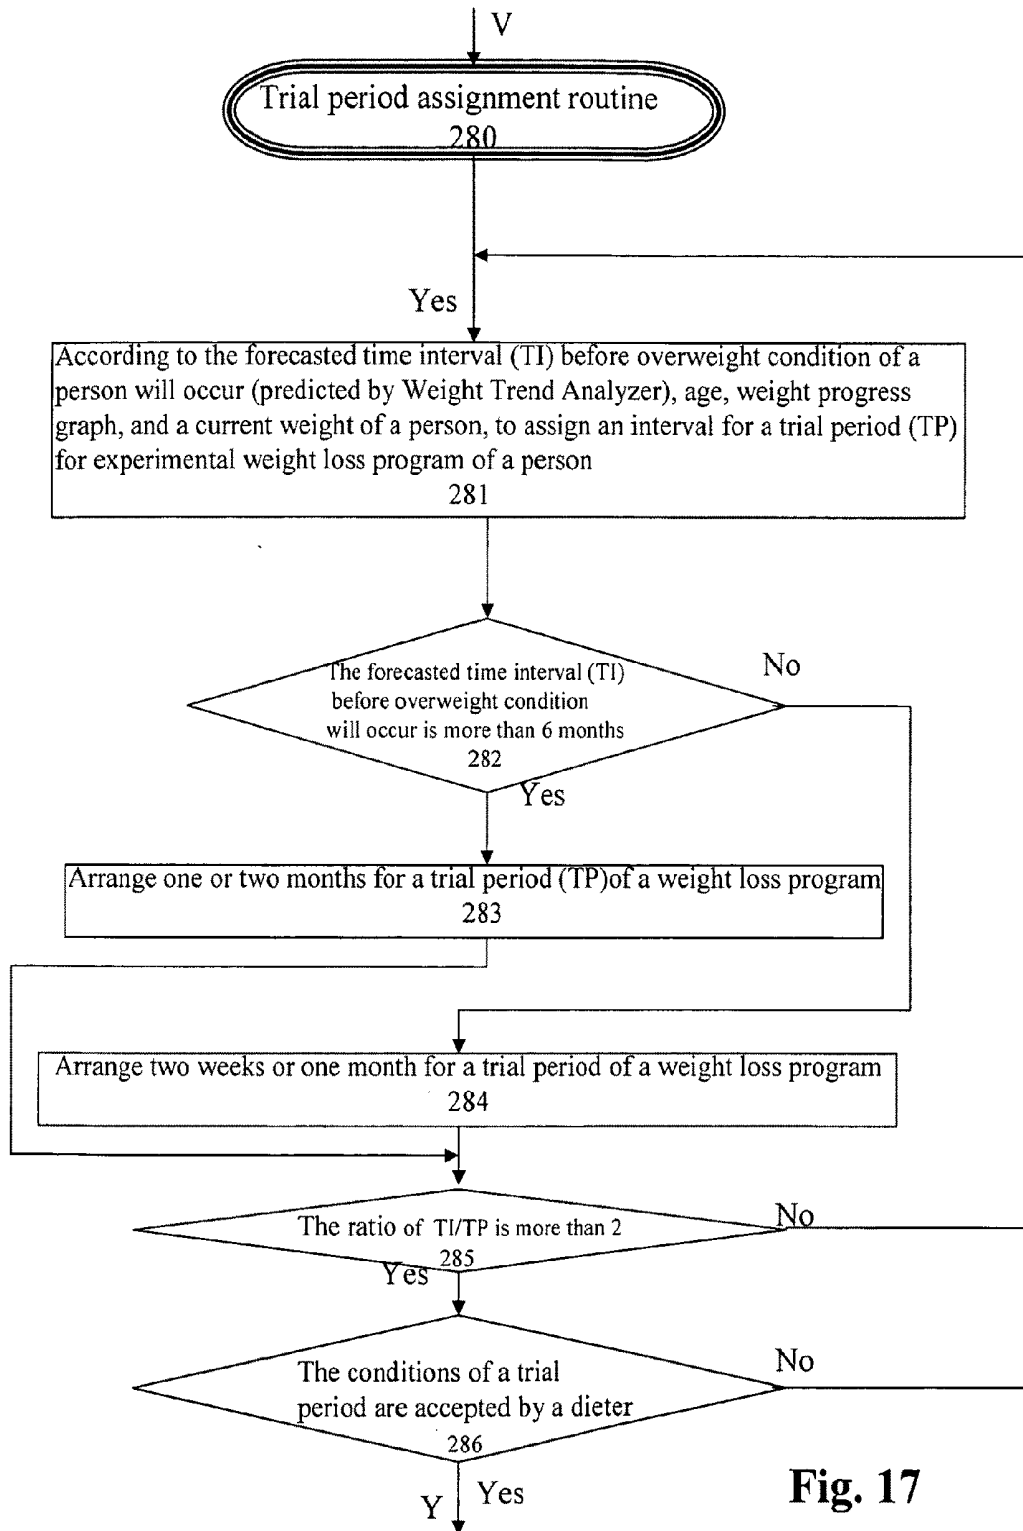 V
Trial period assignment routine
280
Yes
According to the forecasted time interval (TI) before overweight condition of a
person will occur (predicted by Weight Trend Analyzer), age, weight progress
graph, and a current weight of a person, to assign an interval for a trial period (TP)
for experimental weight loss program of a person
281
The forecasted time interval (TI)
before overweight condition
will occur is more than 6 months
282
No
Yes
Arrange one or two months for a trial period (TP)of a weight loss program
283
Arrange two weeks or one month for a trial period of a weight loss program
284
The ratio of TI/TP is more than 2
285
No
Yes
The conditions of a trial
period are accepted by a dieter
286
No
Y Yes
Fig. 17